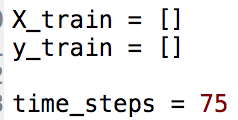 X_train = []
y_train = []
time_steps = 75